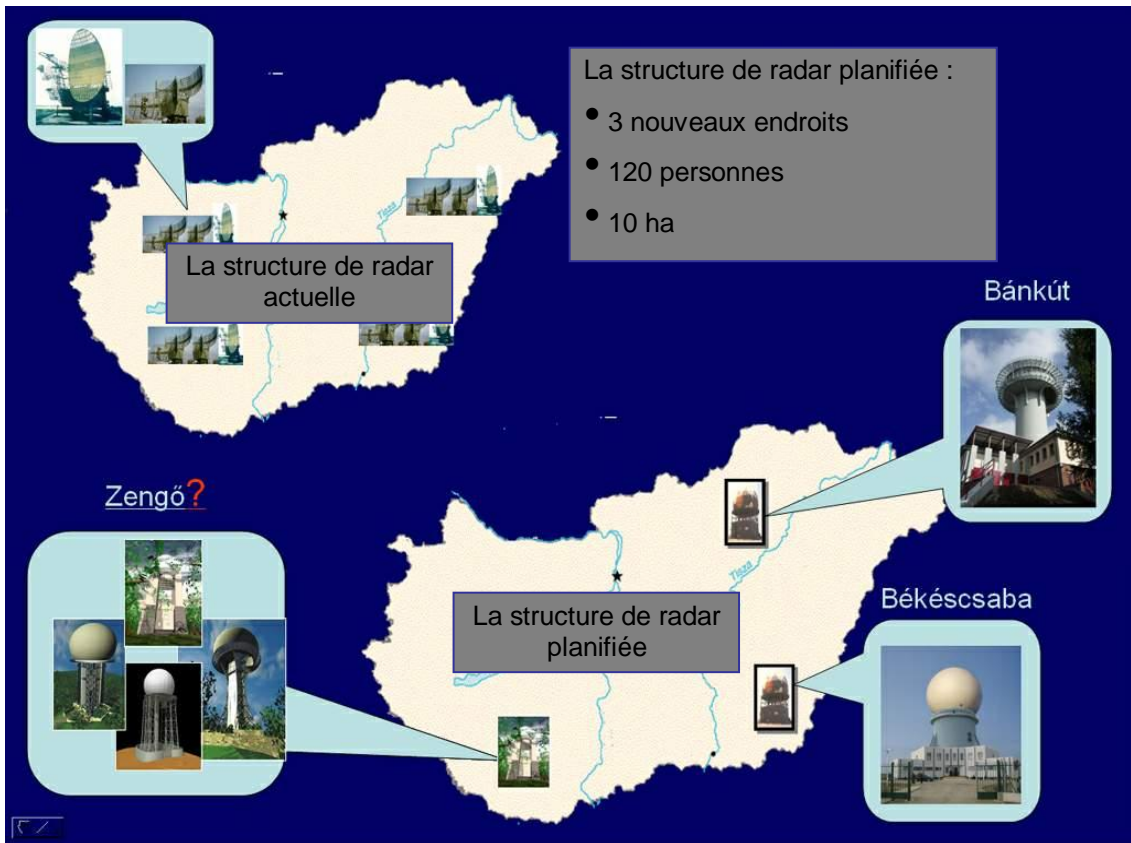 La structure de radar planifiée :
• 3 nouveaux endroits
• 120 personnes
• 10 ha
Tisza
La structure de radar
actuelle
Bánkút
Zengő?
Tisza
La structure de radar
planifiée
Békéscsaba